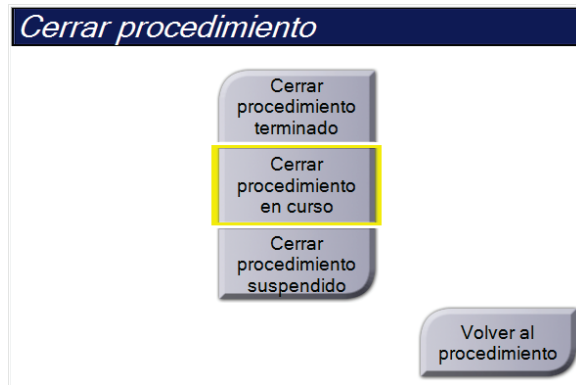 Cerrar procedimiento
Cerrar
procedimiento
terminado
Cerrar
procedimiento
en curso
Cerrar
procedimiento
suspendido
Volver al
procedimiento